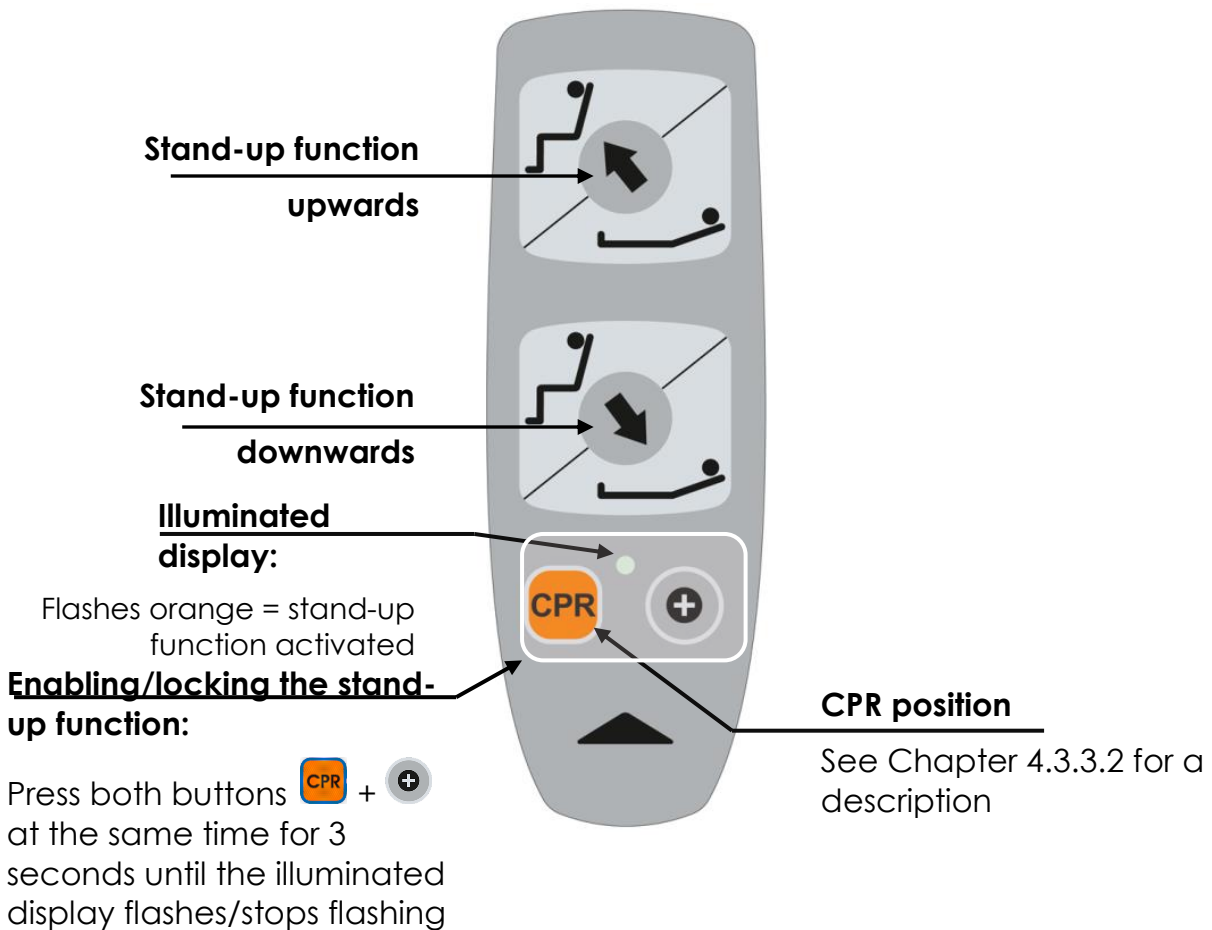 Stand-up function
upwards
Stand-up function
downwards
Illuminated
display:
Flashes orange = stand-up
function activated
Enabling/locking the stand-
up function:
Press both buttons CPR +
at the same time for 3
seconds until the illuminated
display flashes/stops flashing
CPR
CPR position
See Chapter 4.3.3.2 for a
description